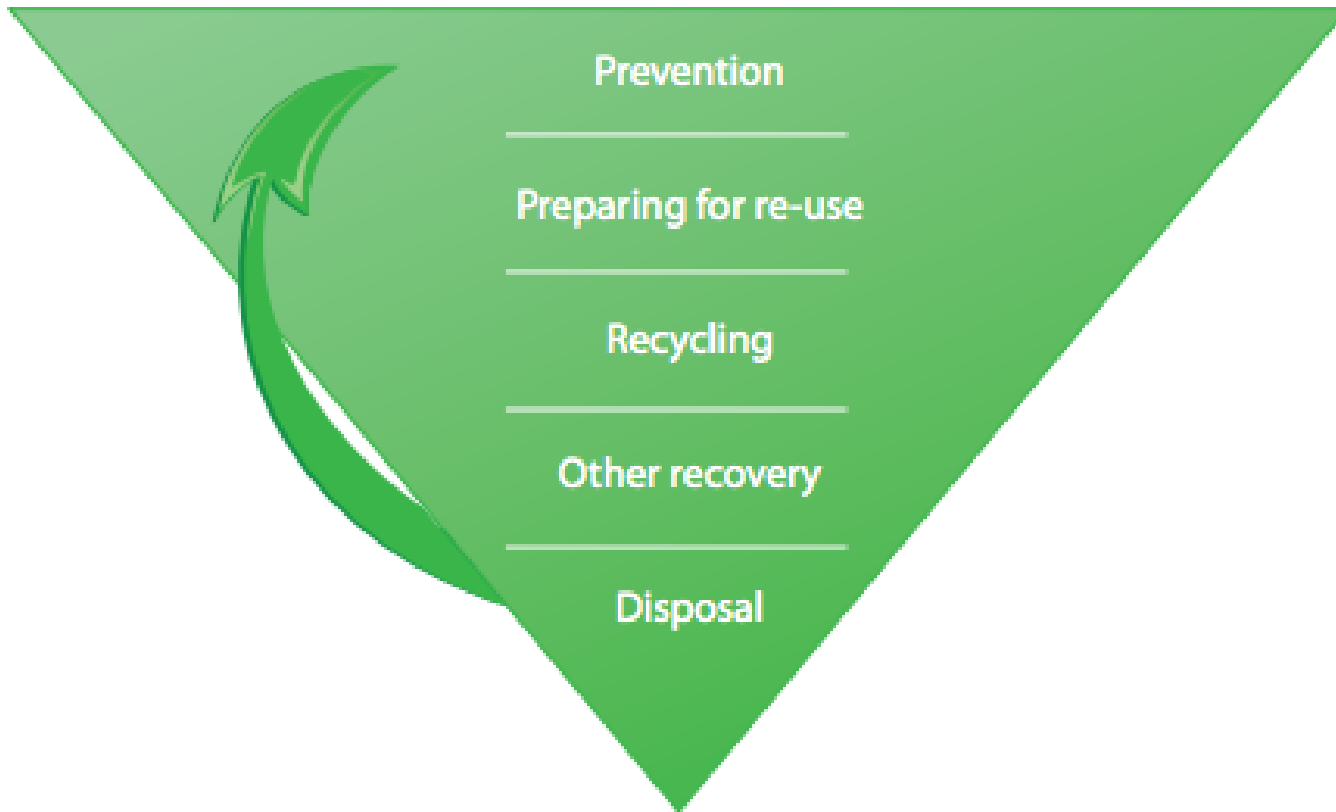 Prevention
Preparing for re-use
Recycling
Other recovery
Disposal